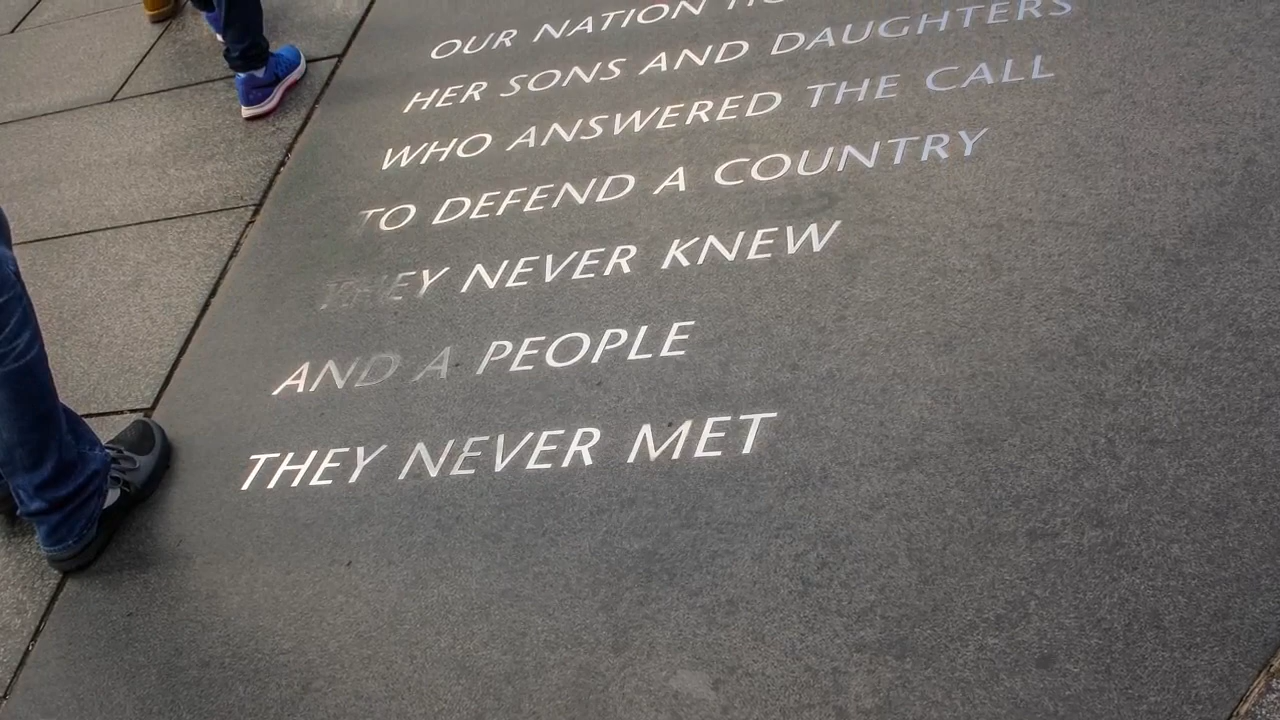 OUR NATION
HER SONS AND DAUGHTERS
WHO ANSWERED THE CALL
TO DEFEND A COUNTRY
THEY NEVER KNEW
AND A PEOPLE
THEY NEVER MET